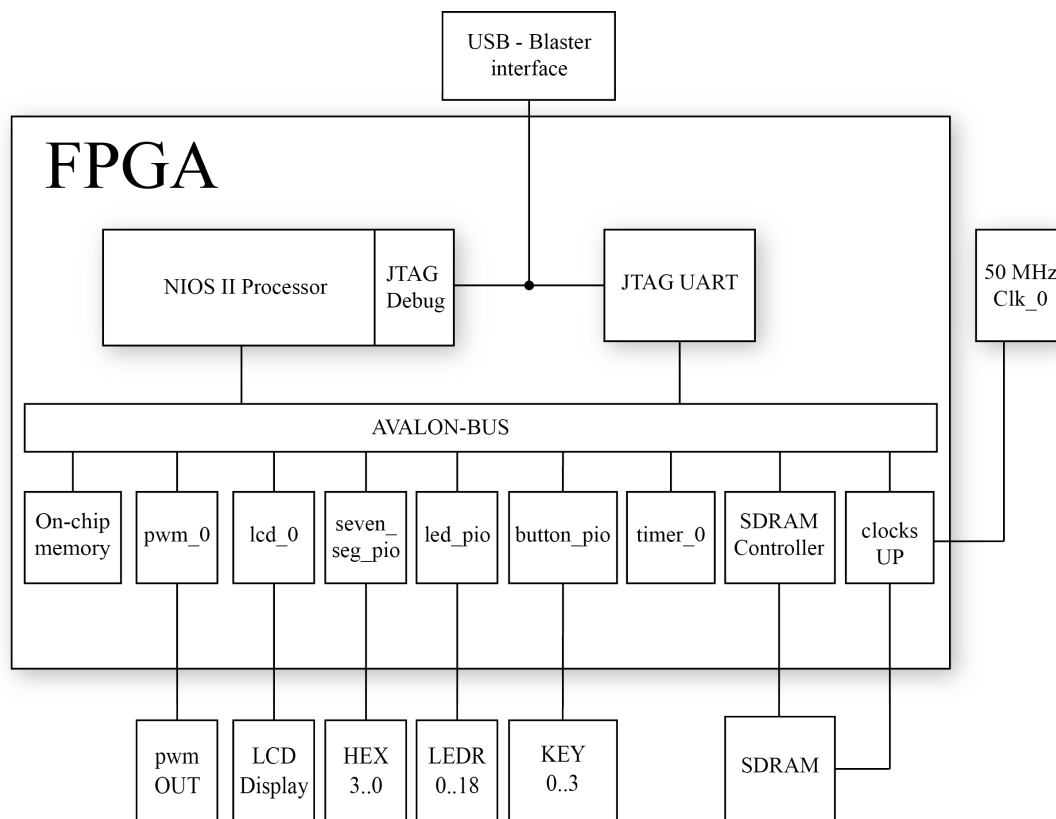 USB - Blaster
interface
FPGA
NIOS II Processor
JTAG
Debug
JTAG UART
50 MHz
Clk_0
AVALON-BUS
On-chip
memory
pwm_0
lcd_0
seven_
seg_pio
led_pio
button_pio
timer_0
SDRAM
Controller
clocks
UP
pwm
OUT
LCD
Display
HEX
3..0
LEDR
0..18
KEY
0..3
SDRAM